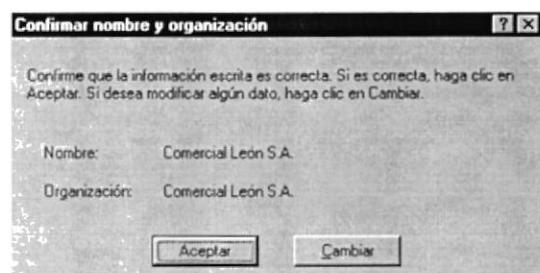 Confirmar nombre y organización
Confirme que la información escrita es correcta. Si es correcta, haga clic en
Aceptar. Si desea modificar algún dato, haga clic en Cambiar.
Nombre: Comercial León S.A.
Organización: Comercial León S.A.
Aceptar Cambiar